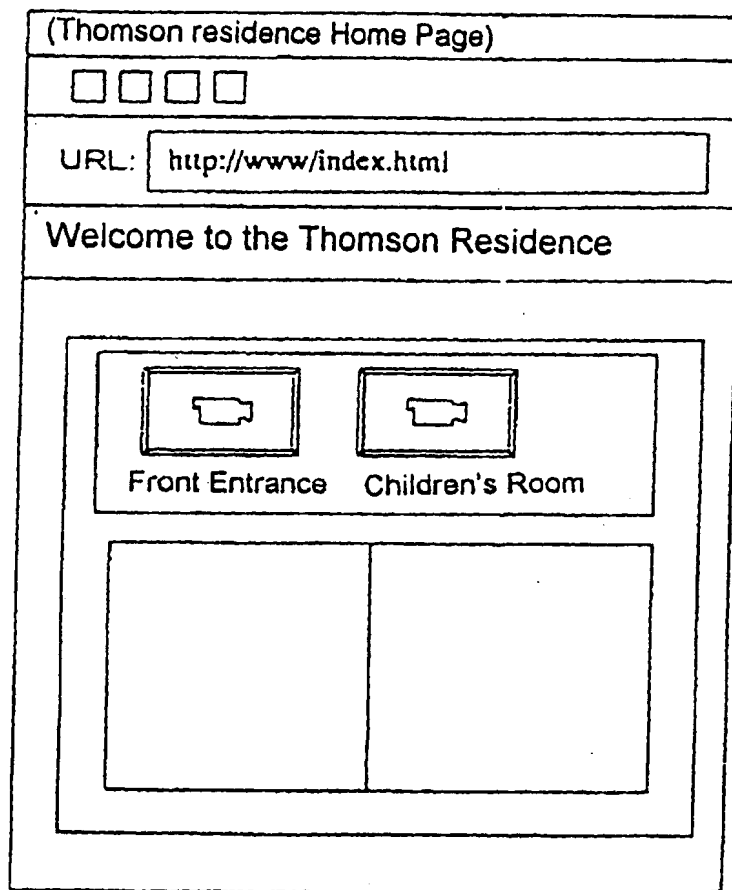 (Thomson residence Home Page)
URL: http://www/index.html
Welcome to the Thomson Residence
Front Entrance Children's Room